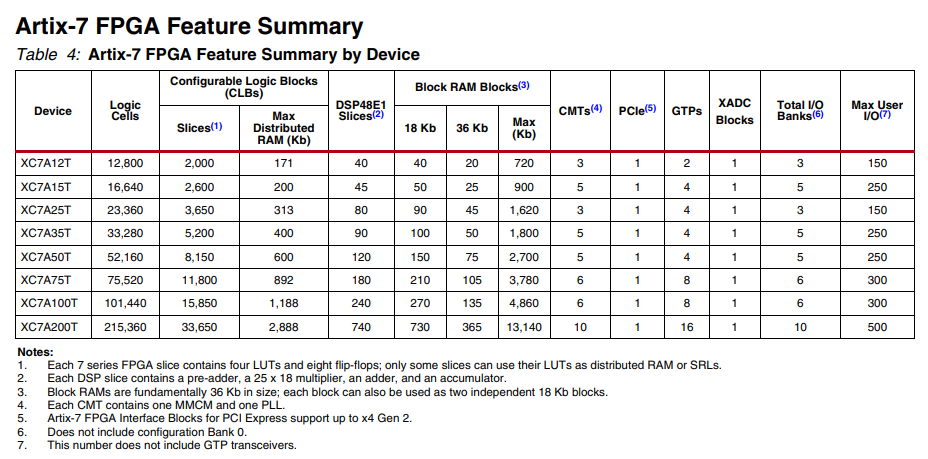 Artix-7 FPGA Feature Summary
Table 4: Artix-7 FPGA Feature Summary by Device
Device Logic Cells Configurable Logic Blocks (CLBs) DSP48E1 Slices(2) Block RAM Blocks(3) CMTs(4) PCIe(5) GTPs XADC Blocks Total I/O Banks(6) Max User I/O(7)
Slices(1) Max Distributed RAM (Kb) 18 Kb 36 Kb Max (Kb)
XC7A12T 12,800 2,000 171 40 40 20 720 3 1 2 1 3 150
XC7A15T 16,640 2,600 200 45 50 25 900 5 1 4 1 5 250
XC7A25T 23,360 3,650 313 80 90 45 1,620 3 1 4 1 3 150
XC7A35T 33,280 5,200 400 90 100 50 1,800 5 1 4 1 5 250
XC7A50T 52,160 8,150 600 120 150 75 2,700 5 1 4 1 5 250
XC7A75T 75,520 11,800 892 180 210 105 3,780 6 1 8 1 6 300
XC7A100T 101,440 15,850 1,188 240 270 135 4,860 6 1 8 1 6 300
XC7A200T 215,360 33,650 2,888 740 730 365 13,140 10 1 16 1 10 500
Notes:
1. Each 7 series FPGA slice contains four LUTs and eight flip-flops; only some slices can use their LUTs as distributed RAM or SRLs.
2. Each DSP slice contains a pre-adder, a 25 x 18 multiplier, an adder, and an accumulator.
3. Block RAMs are fundamentally 36 Kb in size; each block can also be used as two independent 18 Kb blocks.
4. Each CMT contains one MMCM and one PLL.
5. Artix-7 FPGA Interface Blocks for PCI Express support up to x4 Gen 2.
6. Does not include configuration Bank 0.
7. This number does not include GTP transceivers.